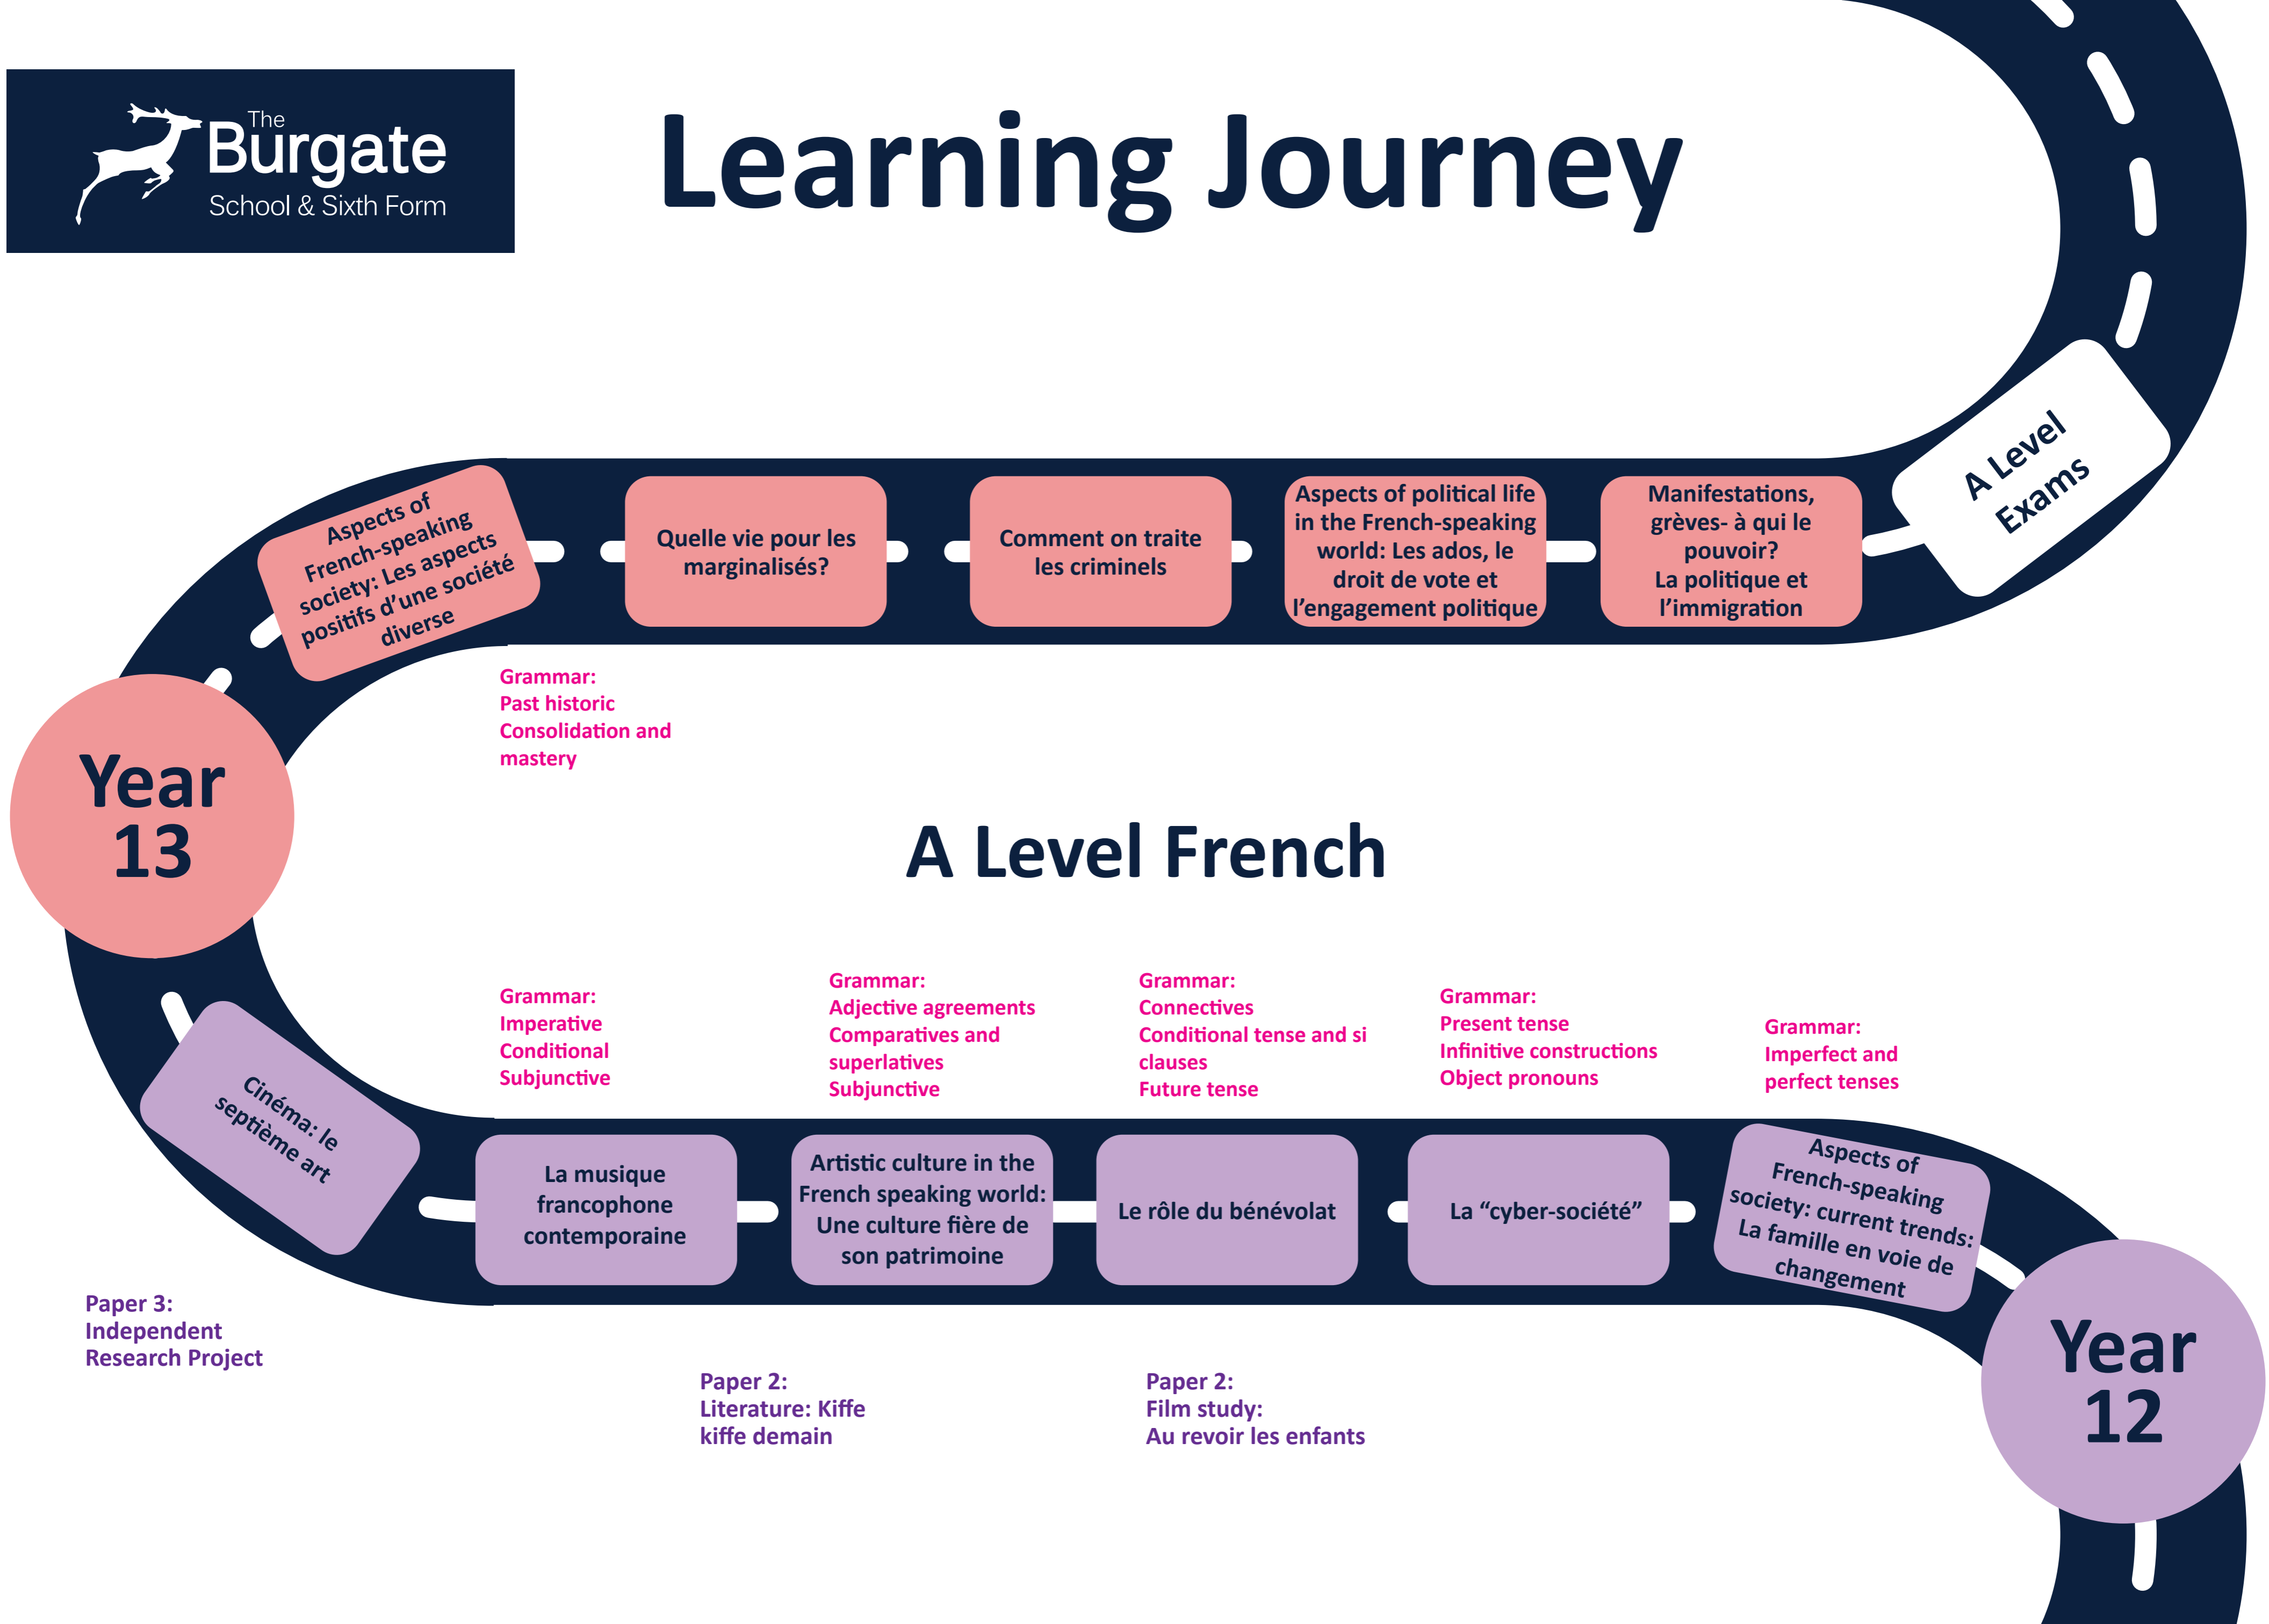 The
Burgate
School & Sixth Form
Learning Journey
A Level
Exams
Aspects of
French-speaking
society: Les aspects
positifs d’une société
diverse
Quelle vie pour les
marginalisés?
Comment on traite
les criminels
Aspects of political life
in the French-speaking
world: Les ados, le
droit de vote et
l’engagement politique
Manifestations,
grèves- à qui le
pouvoir?
La politique et
l’immigration
Grammar:
Past historic
Consolidation and
mastery
Year
13
A Level French
Grammar:
Imperative
Conditional
Subjunctive
Grammar:
Adjective agreements
Comparatives and
superlatives
Subjunctive
Grammar:
Connectives
Conditional tense and si
clauses
Future tense
Grammar:
Present tense
Infinitive constructions
Object pronouns
Grammar:
Imperfect and
perfect tenses
Cinéma: le
septième art
La musique
francophone
contemporaine
Artistic culture in the
French speaking world:
Une culture fière de
son patrimoine
Le rôle du bénévolat
La “cyber-société”
Aspects of
French-speaking
society: current trends:
La famille en voie de
changement
Year
12
Paper 3:
Independent
Research Project
Paper 2:
Literature: Kiffe
kiffe demain
Paper 2:
Film study:
Au revoir les enfants